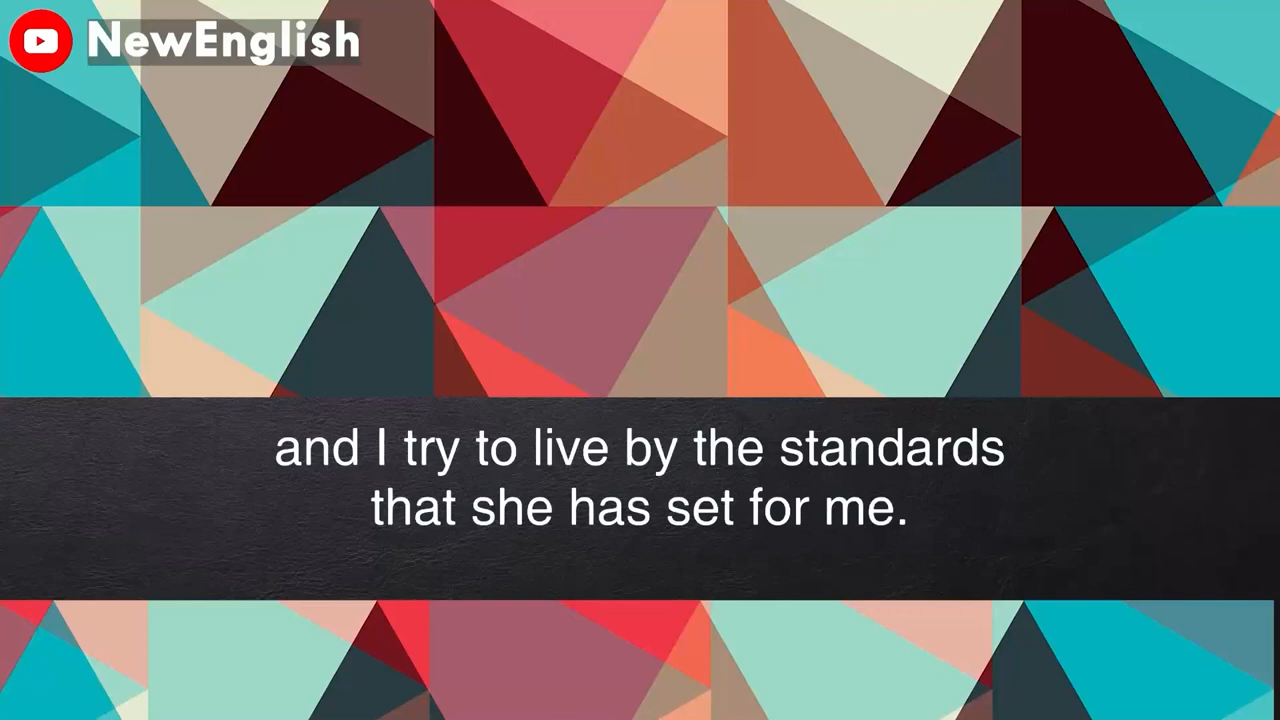 NewEnglish
and I try to live by the standards
that she has set for me.